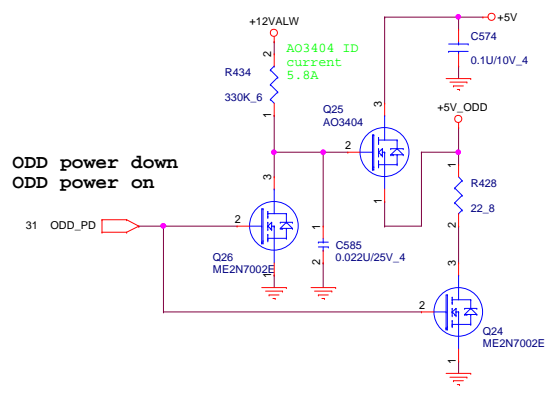 +12VALW
+5V
2
AO3404 ID
current
5.8A
C574
0.1U/10V_4
R434
330K_6
1
Q25
AO3404
3
2
1
+5V_ODD
ODD power down
ODD power on
3
1
R428
22_8
2
31 ODD_PD
2
1
C585
0.022U/25V_4
2
Q26
ME2N7002E
1
3
2
Q24
ME2N7002E
1